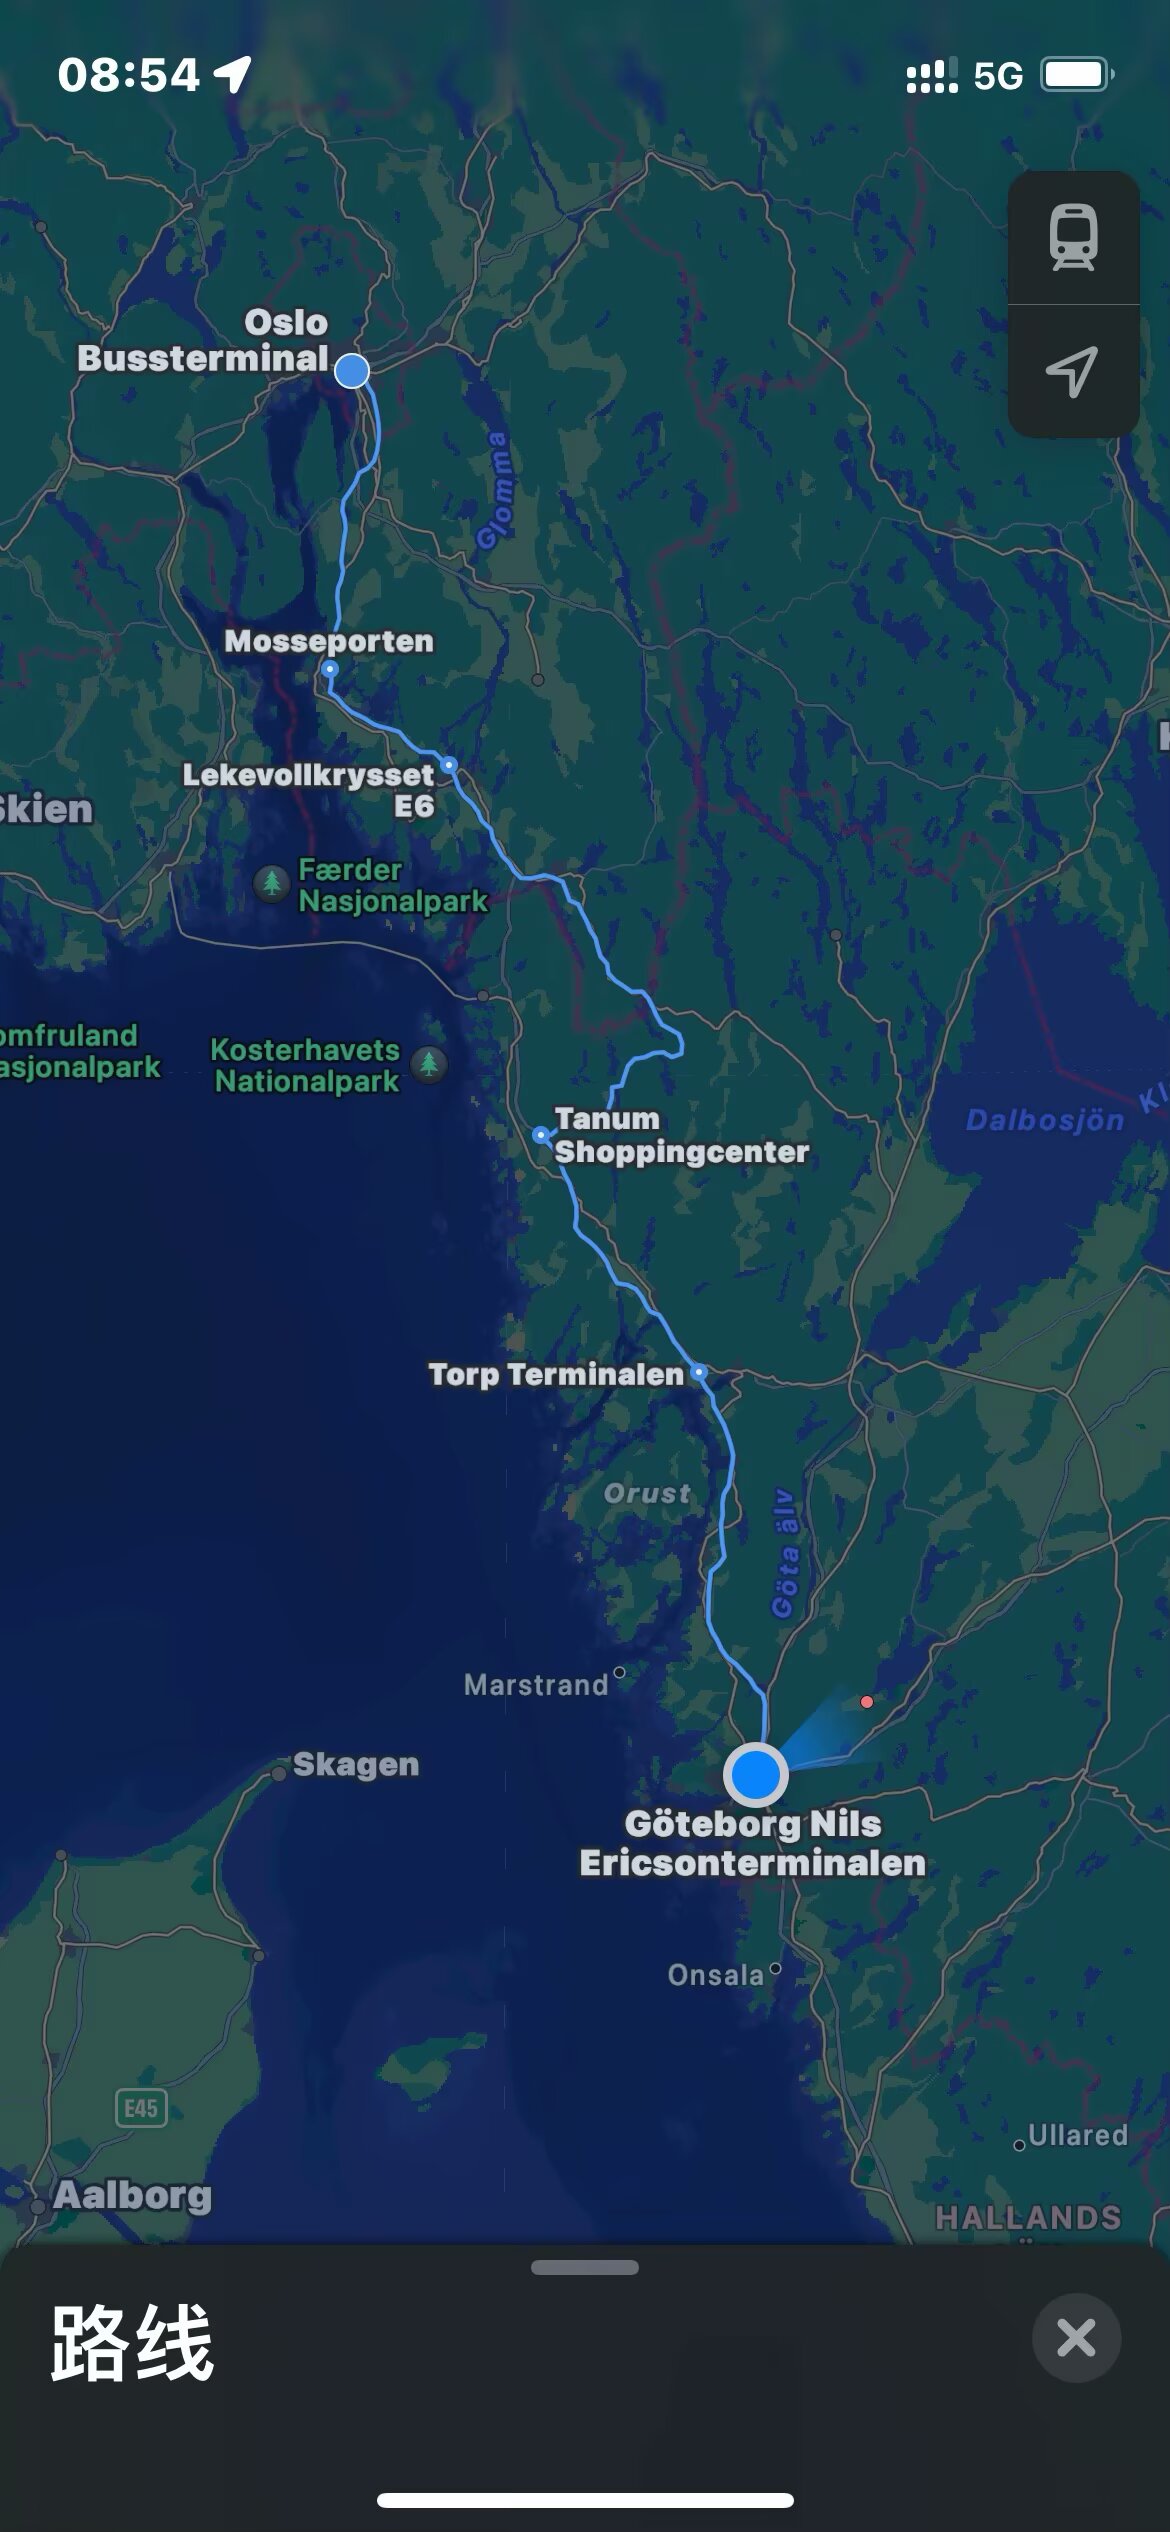 08:54
5G
Oslo
Bussterminal
Glomma
Mosseporten
Lekevollkrysset
E6
Skien
Færder
Nasjonalpark
omfruland
asjonalpark
Kosterhavets
Nationalpark
Dalbosjön
Tanum
Shoppingcenter
Torp Terminalen
Orust
Göta älv
Marstrand
Skagen
Göteborg Nils
Ericsonterminalen
Onsala
E45
Ullared
Aalborg
HALLANDS
路线